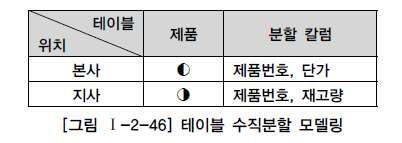 테이블
위치 제품 분할 칼럼
본사 ◐ 제품번호, 단가
지사 ◑ 제품번호, 재고량
[그림 Ⅰ-2-46] 테이블 수직분할 모델링